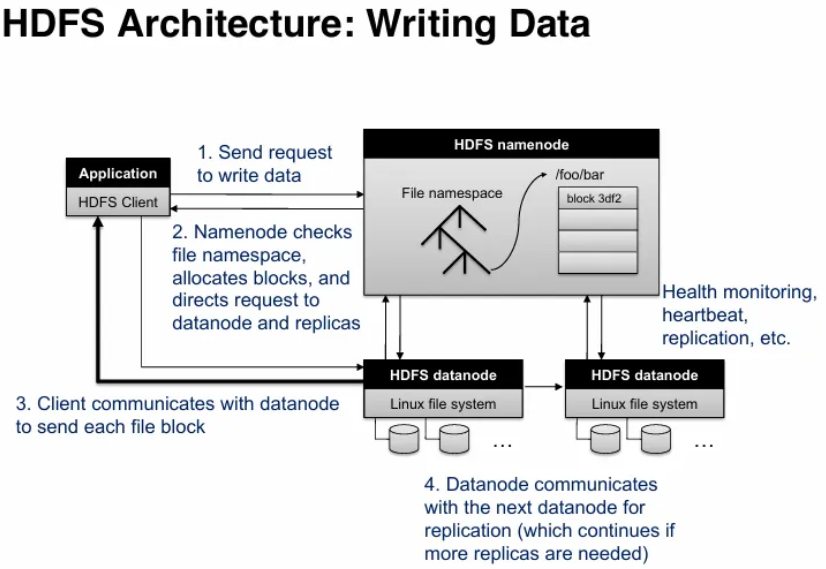 HDFS Architecture: Writing Data
HDFS namenode
Application
HDFS Client
1. Send request
to write data
/foo/bar
File namespace
block 3df2
2. Namenode checks
file namespace,
allocates blocks, and
directs request to
datanode and replicas
Health monitoring,
heartbeat,
replication, etc.
HDFS datanode
Linux file system
...
HDFS datanode
Linux file system
...
3. Client communicates with datanode
to send each file block
4. Datanode communicates
with the next datanode for
replication (which continues if
more replicas are needed)